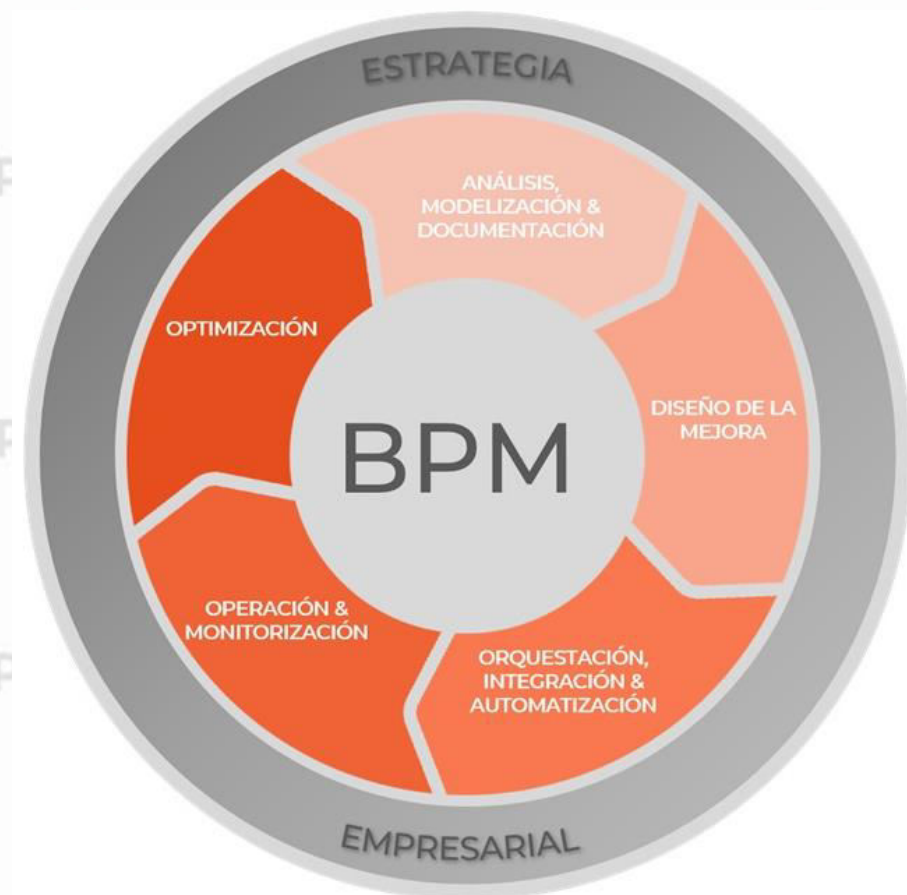 ESTRATEGIA
ANÁLISIS,
MODELIZACIÓN &
DOCUMENTACIÓN
DISEÑO DE LA
MEJORA
ORQUESTACIÓN,
INTEGRACIÓN &
AUTOMATIZACIÓN
OPERACIÓN &
MONITORIZACIÓN
OPTIMIZACIÓN
BPM
EMPRESARIAL